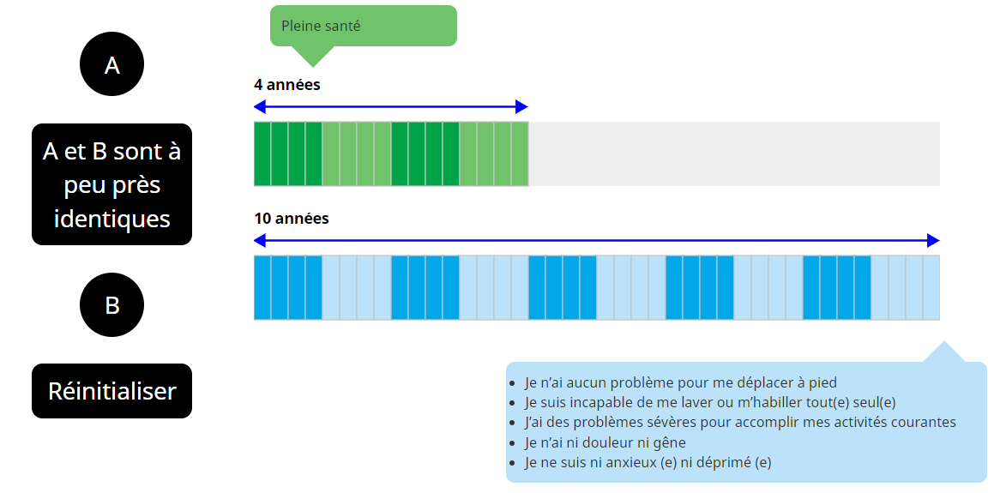 Pleine santé
A
4 années
A et B sont à
peu près
identiques
10 années
B
Réinitialiser
Je n’ai aucun problème pour me déplacer à pied
Je suis incapable de me laver ou m’habiller tout(e) seul(e)
J’ai des problèmes sévères pour accomplir mes activités courantes
Je n’ai ni douleur ni gêne
Je ne suis ni anxieux (e) ni déprimé (e)